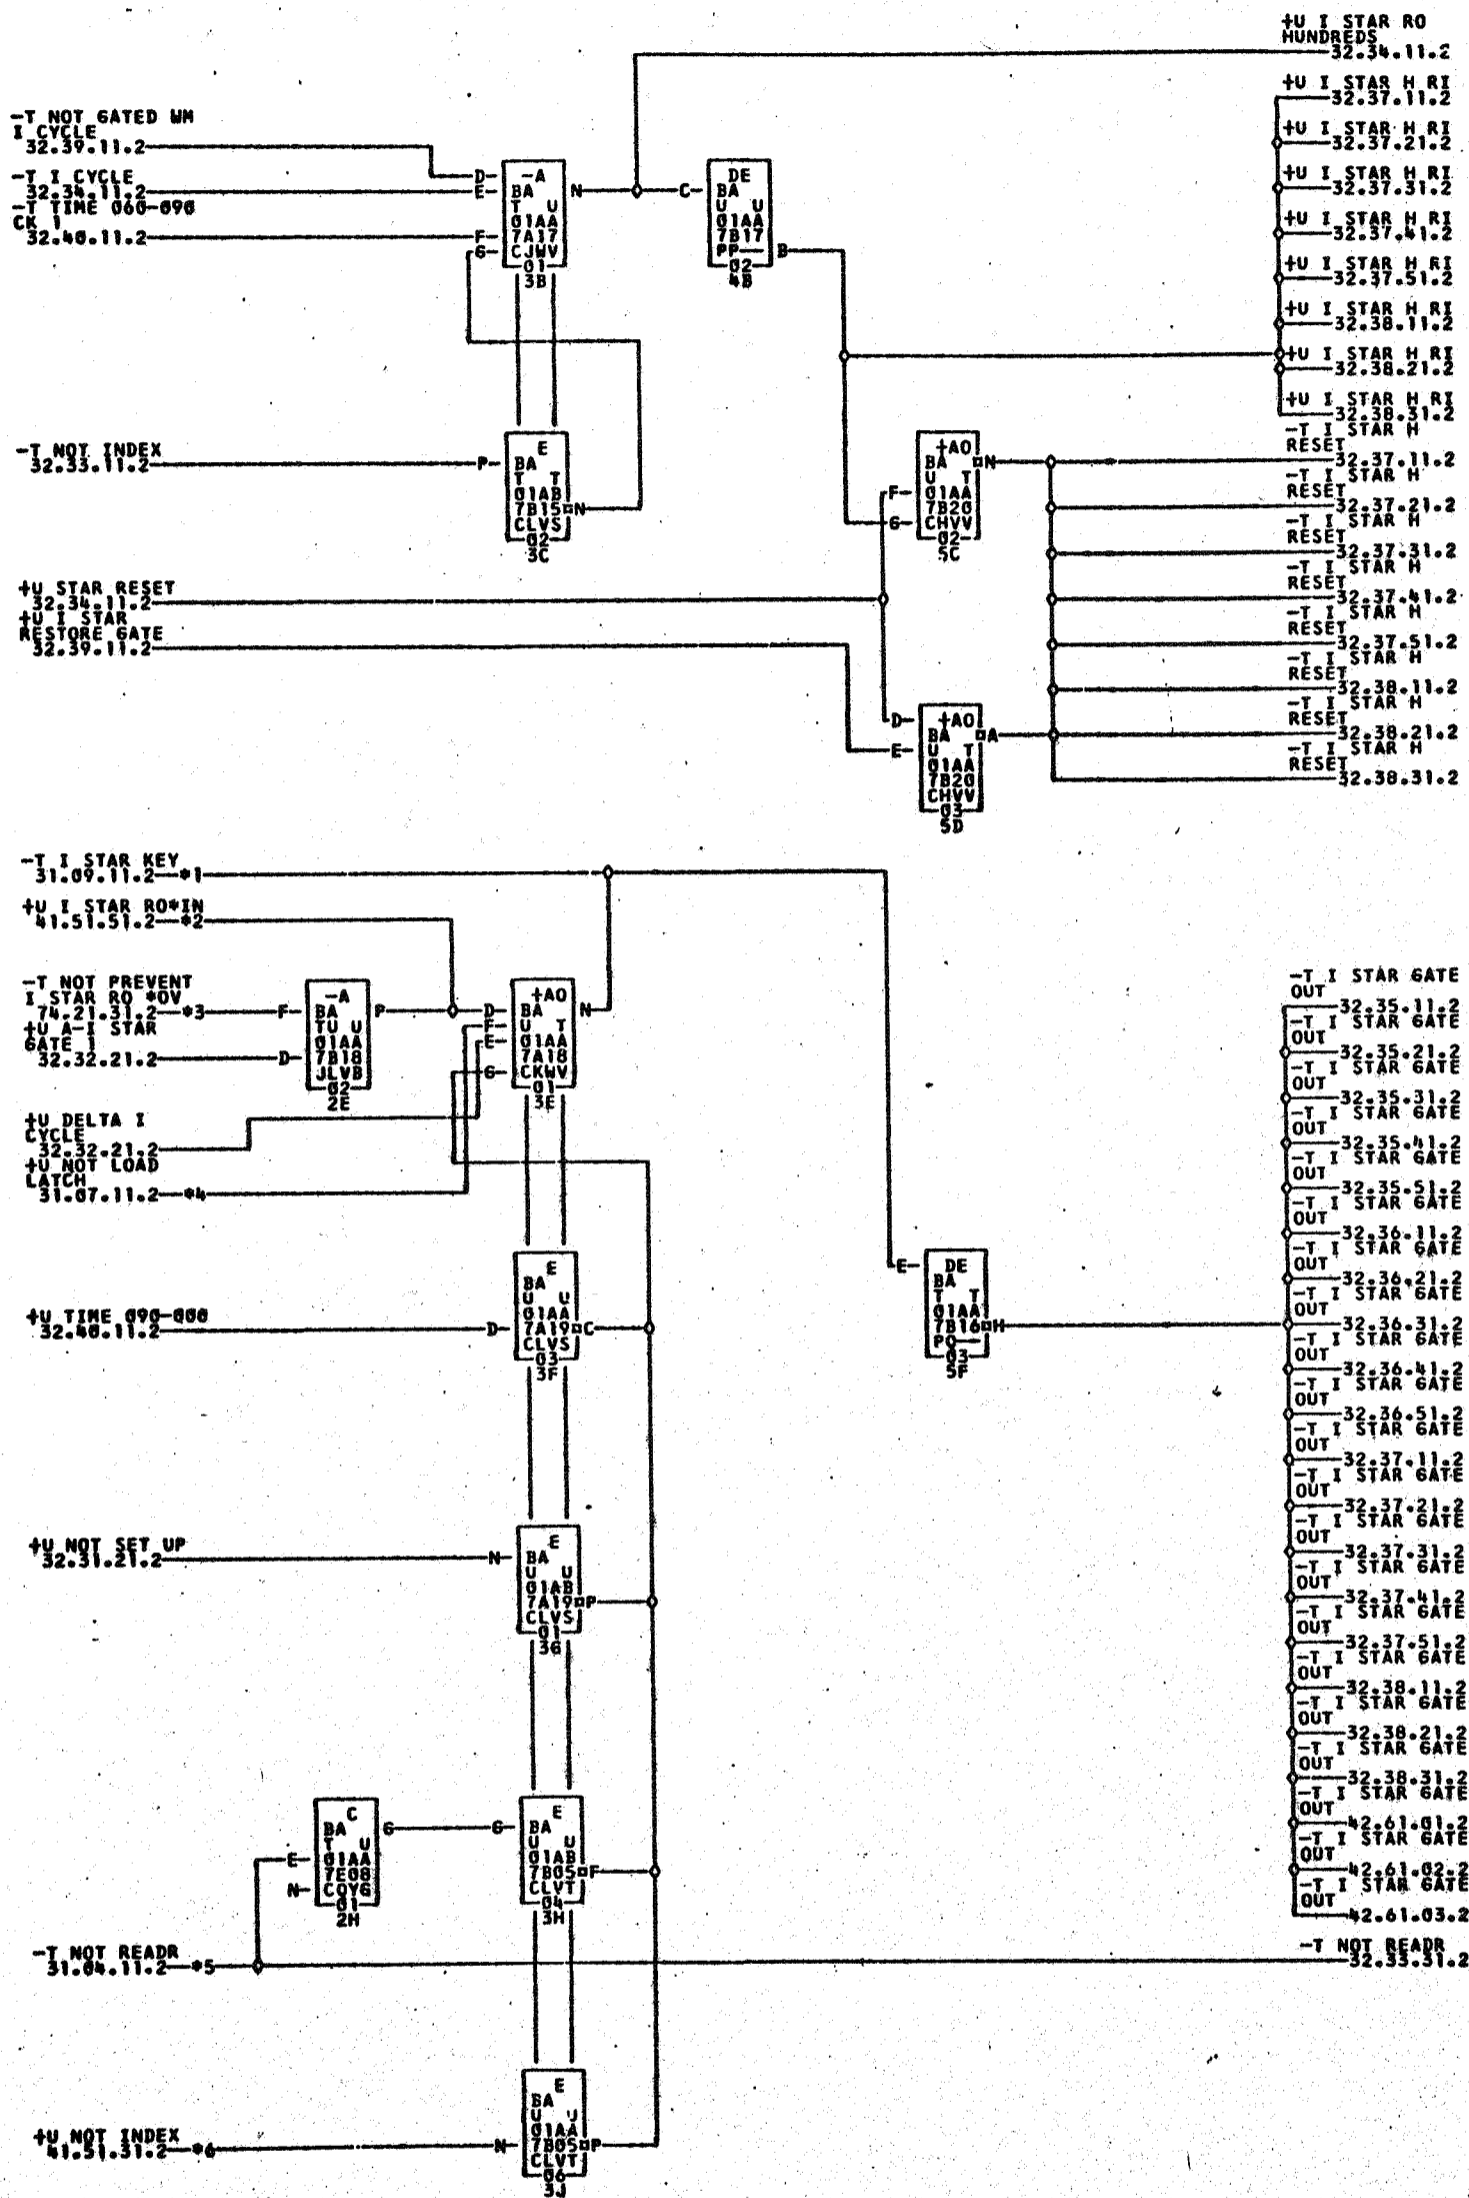 +U I STAR RO
HUNDREDS
32.34.11.2
+U I STAR H RI
32.37.11.2
+U I STAR H RI
32.37.21.2
+U I STAR H RI
32.37.31.2
+U I STAR H RI
32.37.41.2
+U I STAR H RI
32.37.51.2
+U I STAR H RI
32.38.11.2
+U I STAR H RI
32.38.21.2
+U I STAR H RI
32.38.31.2
-T NOT GATED WM
I CYCLE
32.39.11.2
-T I CYCLE
32.34.11.2
-T TIME 060-090
CK 1
32.40.11.2
D
E
F
G
-A
BA
T U
01AA
7A17
CJWV
01
3B
N
C
DE
BA
U U
01AA
7B17
PP--
02
4B
B
-T NOT INDEX
32.33.11.2
P
E
BA
T T
01AB
7B15
CLVS
02
3C
N
F
G
+AO
BA
U T
01AA
7B20
CHVV
02
5C
N
-T I STAR H
RESET
32.37.11.2
-T I STAR H
RESET
32.37.21.2
-T I STAR H
RESET
32.37.31.2
-T I STAR H
RESET
32.37.41.2
-T I STAR H
RESET
32.37.51.2
-T I STAR H
RESET
32.38.11.2
-T I STAR H
RESET
32.38.21.2
-T I STAR H
RESET
32.38.31.2
+U STAR RESET
32.34.11.2
+U I STAR
RESTORE GATE
32.39.11.2
D
E
+AO
BA
U T
01AA
7B20
CHVV
03
5D
A
-T I STAR KEY
31.09.11.2 *1
+U I STAR RO*IN
41.51.51.2 *2
-T NOT PREVENT
I STAR RO *OV
74.21.31.2 *3
+U A-I STAR
GATE 1
32.32.21.2
F
D
-A
BA
TU U
01AA
7B18
JLVB
02
2E
P
D
F
E
G
+AO
BA
U T
01AA
7A18
CKWV
01
3E
N
+U DELTA I
CYCLE
32.32.21.2
+U NOT LOAD
LATCH
31.07.11.2 *4
+U TIME 090-000
32.40.11.2
D
E
BA
U U
01AA
7A19
CLVS
03
3F
C
E
DE
BA
T T
01AA
7B16
03
5F
H
+U NOT SET UP
32.31.21.2
N
E
BA
U U
01AB
7A19
CLVS
01
3G
P
E
N
C
BA
T U
01AA
7E08
CQYG
01
2H
G
G
E
BA
U U
01AB
7B05
CLVT
04
3H
F
-T NOT READR
31.04.11.2 *5
+U NOT INDEX
41.51.31.2 *6
N
E
BA
U U
01AA
7B05
CLVT
06
3J
P
-T I STAR GATE
OUT
32.35.11.2
-T I STAR GATE
OUT
32.35.21.2
-T I STAR GATE
OUT
32.35.31.2
-T I STAR GATE
OUT
32.35.41.2
-T I STAR GATE
OUT
32.35.51.2
-T I STAR GATE
OUT
32.36.11.2
-T I STAR GATE
OUT
32.36.21.2
-T I STAR GATE
OUT
32.36.31.2
-T I STAR GATE
OUT
32.36.41.2
-T I STAR GATE
OUT
32.36.51.2
-T I STAR GATE
OUT
32.37.11.2
-T I STAR GATE
OUT
32.37.21.2
-T I STAR GATE
OUT
32.37.31.2
-T I STAR GATE
OUT
32.37.41.2
-T I STAR GATE
OUT
32.37.51.2
-T I STAR GATE
OUT
32.38.11.2
-T I STAR GATE
OUT
32.38.21.2
-T I STAR GATE
OUT
32.38.31.2
-T I STAR GATE
OUT
42.61.01.2
-T I STAR GATE
OUT
42.61.02.2
-T I STAR GATE
OUT
42.61.03.2
-T NOT READR
32.33.31.2